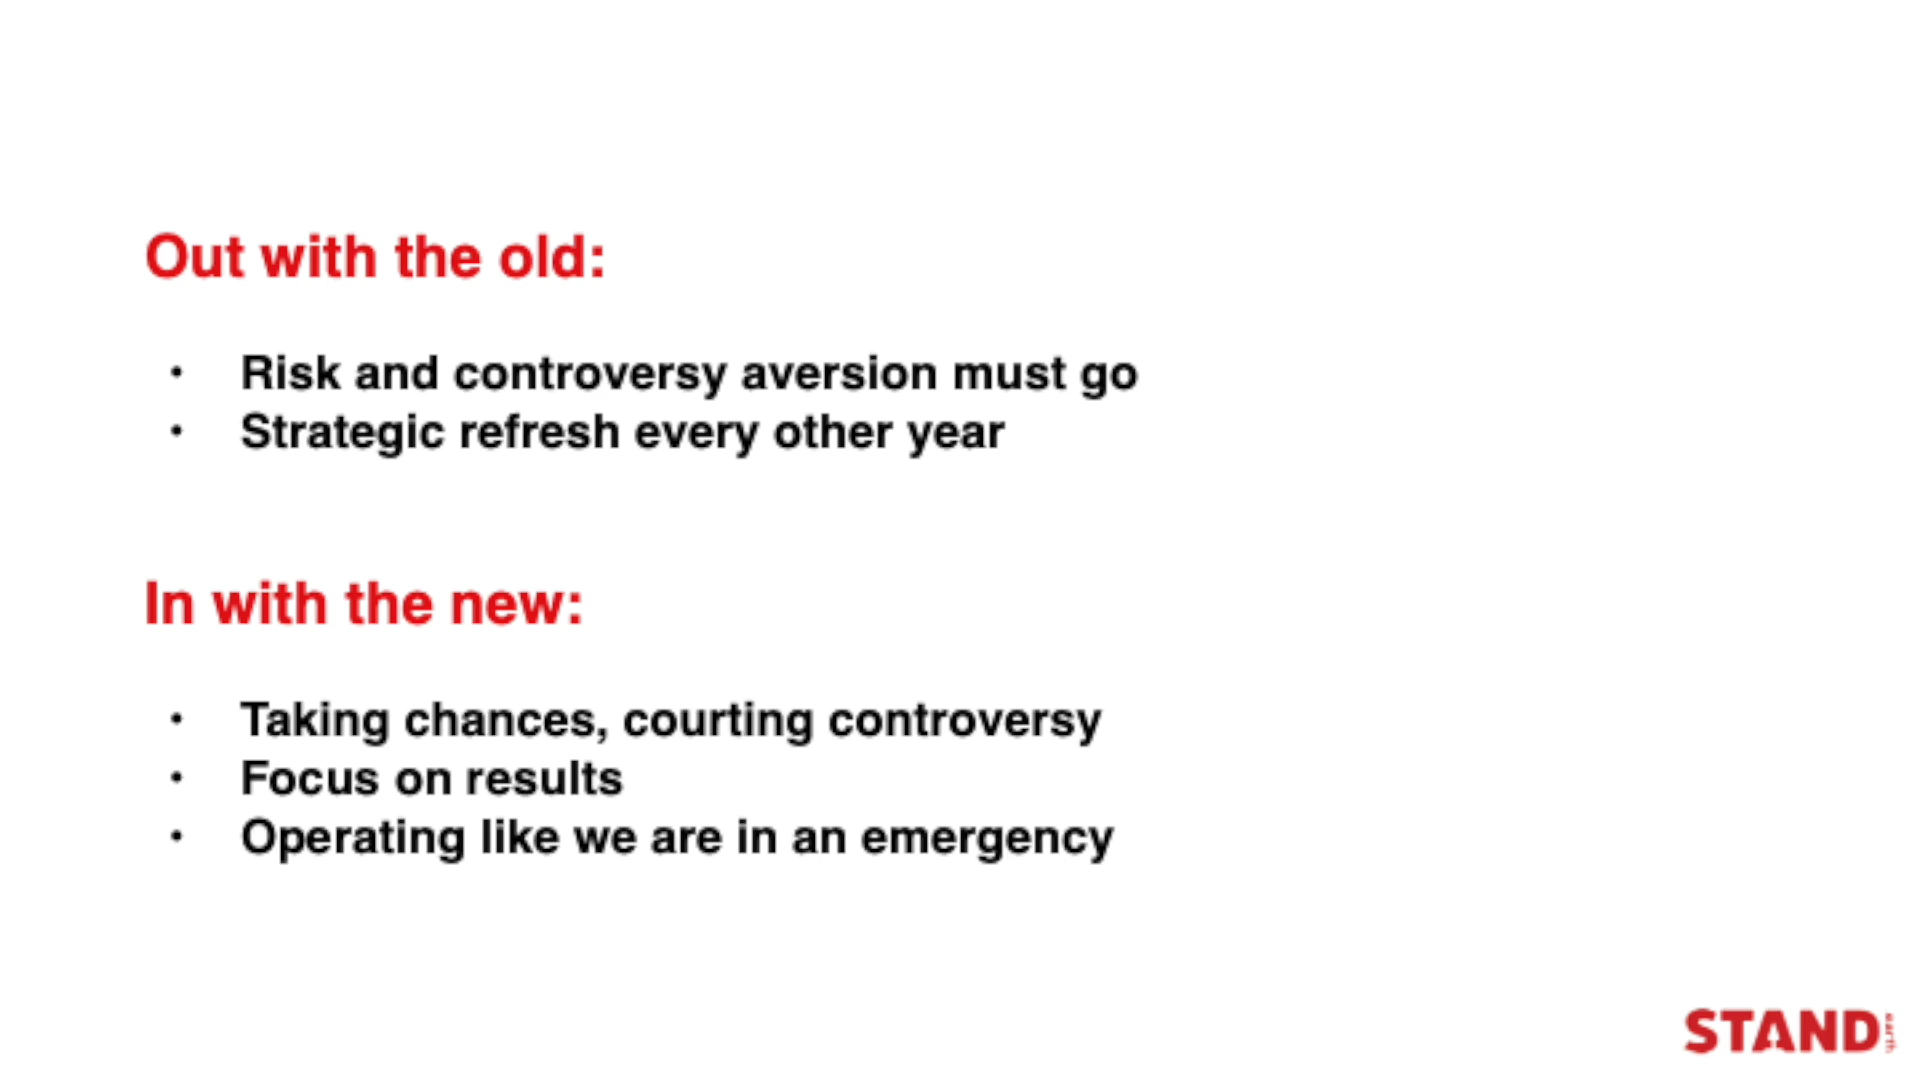 Out with the old:
• Risk and controversy aversion must go
• Strategic refresh every other year
In with the new:
• Taking chances, courting controversy
• Focus on results
• Operating like we are in an emergency
STAND